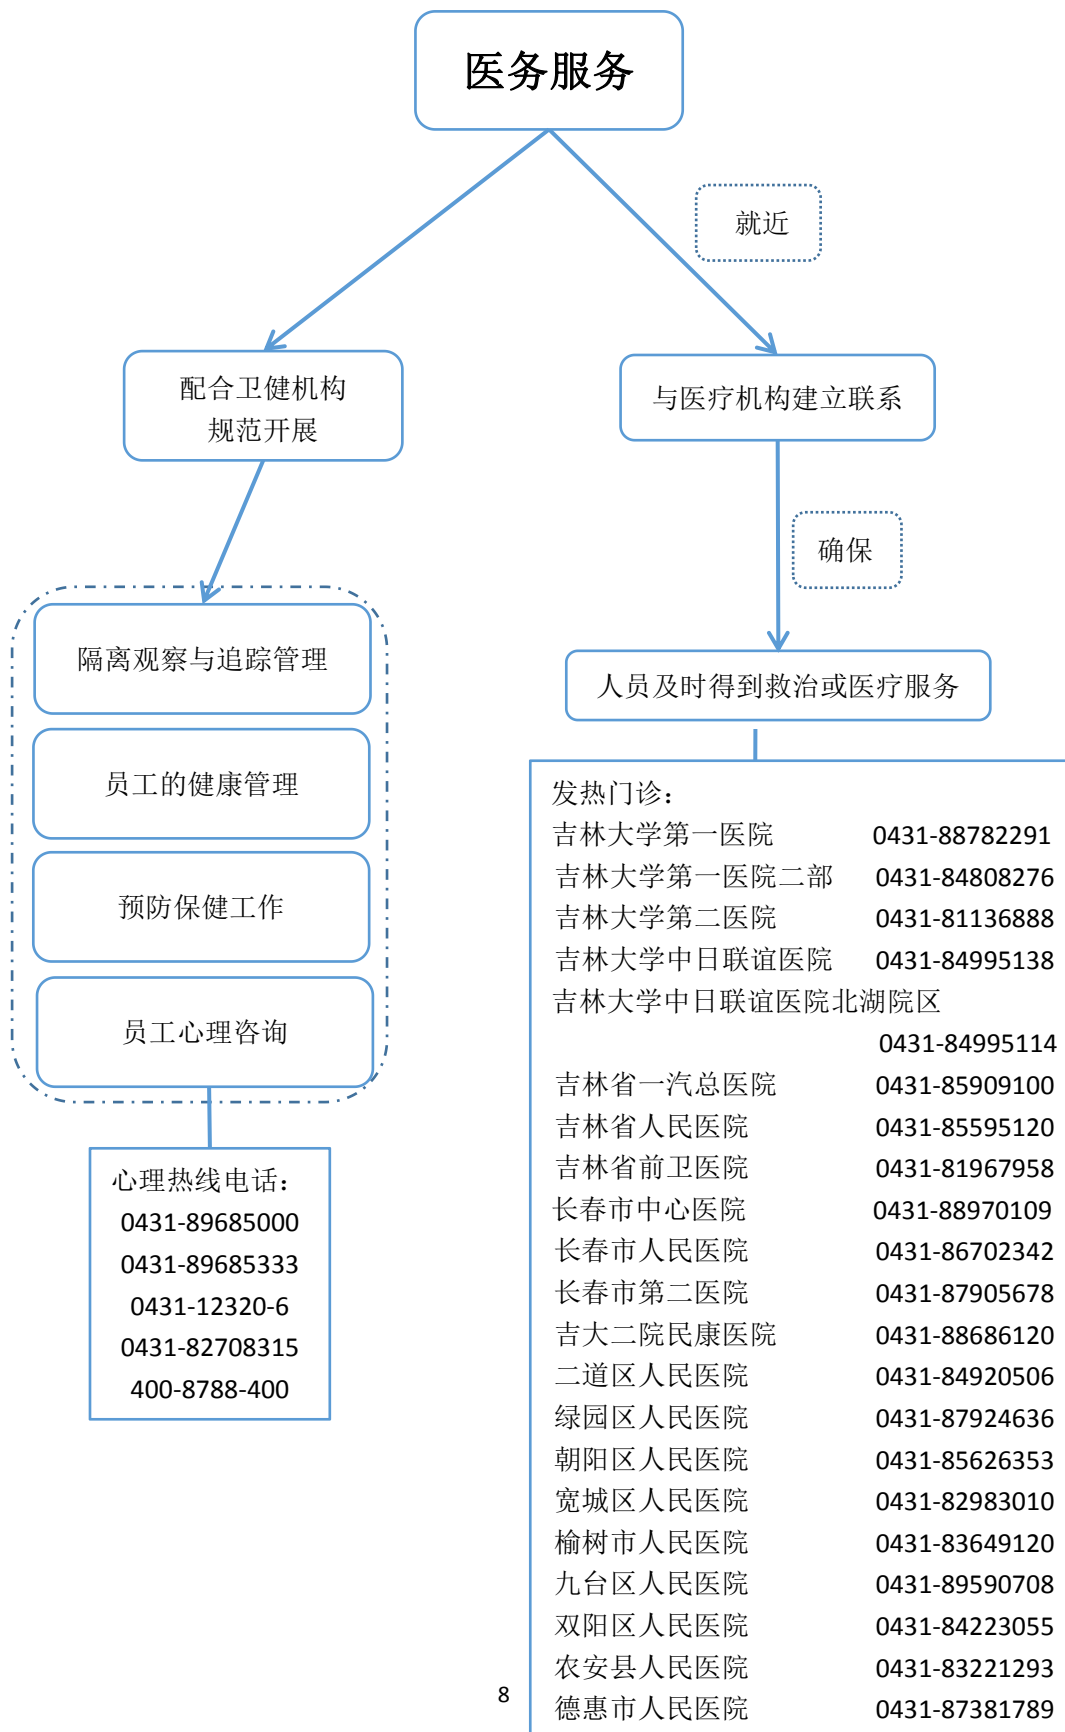 医务服务
就近
配合卫健机构
规范开展
与医疗机构建立联系
确保
隔离观察与追踪管理
员工的健康管理
预防保健工作
员工心理咨询
心理热线电话：
0431-89685000
0431-89685333
0431-12320-6
0431-82708315
400-8788-400
人员及时得到救治或医疗服务
发热门诊：
吉林大学第一医院 0431-88782291
吉林大学第一医院二部 0431-84808276
吉林大学第二医院 0431-81136888
吉林大学中日联谊医院 0431-84995138
吉林大学中日联谊医院北湖院区
0431-84995114
吉林省一汽总医院 0431-85909100
吉林省人民医院 0431-85595120
吉林省前卫医院 0431-81967958
长春市中心医院 0431-88970109
长春市人民医院 0431-86702342
长春市第二医院 0431-87905678
吉大二院民康医院 0431-88686120
二道区人民医院 0431-84920506
绿园区人民医院 0431-87924636
朝阳区人民医院 0431-85626353
宽城区人民医院 0431-82983010
榆树市人民医院 0431-83649120
九台区人民医院 0431-89590708
双阳区人民医院 0431-84223055
农安县人民医院 0431-83221293
德惠市人民医院 0431-87381789
8